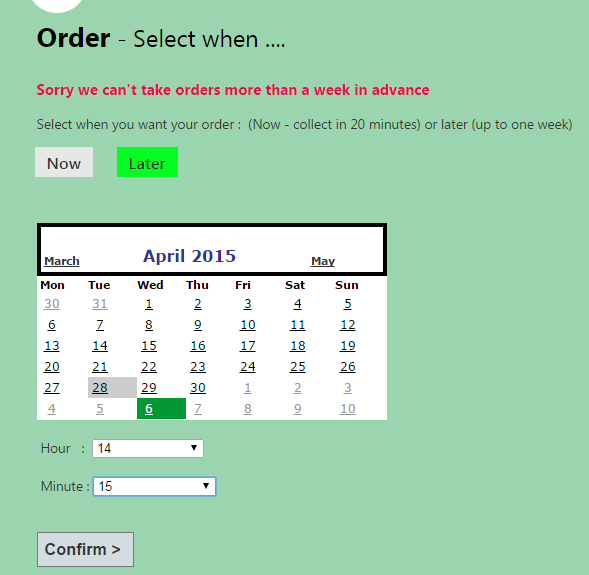 Order - Select when ....
Sorry we can't take orders more than a week in advance
Select when you want your order : (Now - collect in 20 minutes) or later (up to one week)
Now Later
March April 2015 May
Mon Tue Wed Thu Fri Sat Sun
30 31 1 2 3 4 5
6 7 8 9 10 11 12
13 14 15 16 17 18 19
20 21 22 23 24 25 26
27 28 29 30 1 2 3
4 5 6 7 8 9 10
Hour : 14
Minute : 15
Confirm >